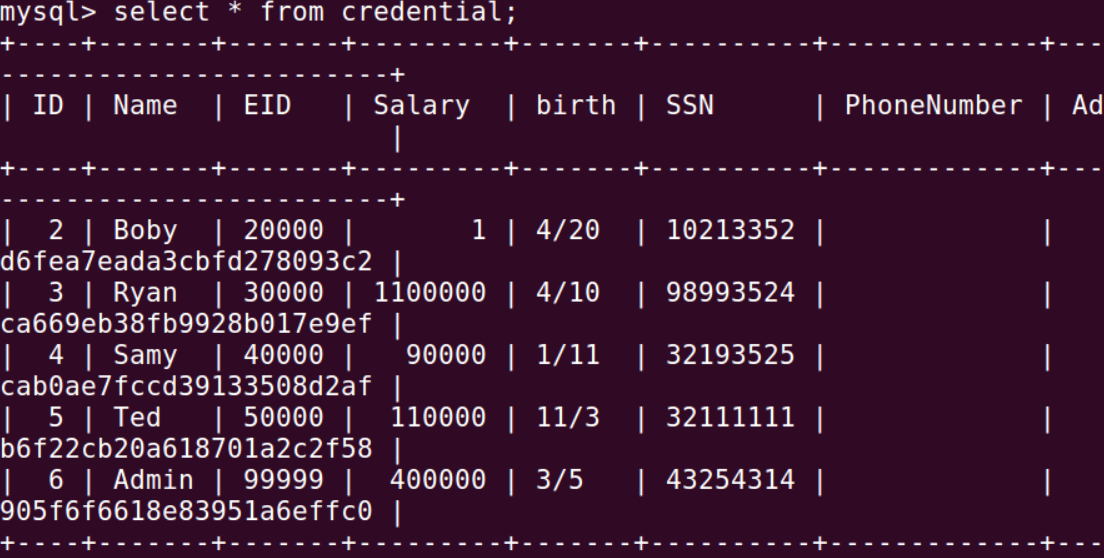 mysql> select * from credential;
+----+-------+-------+---------+-------+----------+-------------+---
------------------------+
| ID | Name  | EID   | Salary  | birth | SSN      | PhoneNumber | Ad
                        |
+----+-------+-------+---------+-------+----------+-------------+---
------------------------+
|  2 | Boby  | 20000 |       1 | 4/20  | 10213352 |             |
d6fea7eada3cbfd278093c2 |
|  3 | Ryan  | 30000 | 1100000 | 4/10  | 98993524 |             |
ca669eb38fb9928b017e9ef |
|  4 | Samy  | 40000 |   90000 | 1/11  | 32193525 |             |
cab0ae7fccd39133508d2af |
|  5 | Ted   | 50000 |  110000 | 11/3  | 32111111 |             |
b6f22cb20a618701a2c2f58 |
|  6 | Admin | 99999 |  400000 | 3/5   | 43254314 |             |
905f6f6618e83951a6effc0 |
+----+-------+-------+---------+-------+----------+-------------+---